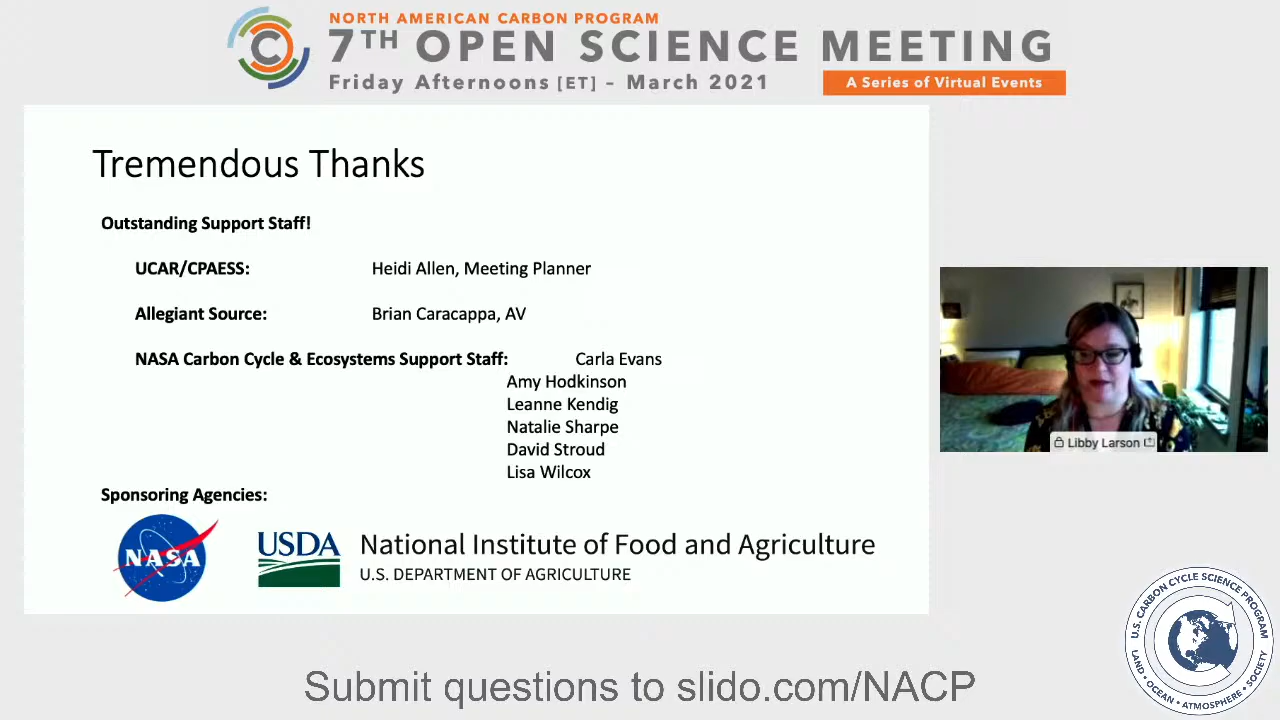 NORTH AMERICAN CARBON PROGRAM
7TH OPEN SCIENCE MEETING
Friday Afternoons [ET] – March 2021
A Series of Virtual Events
Tremendous Thanks
Outstanding Support Staff!
UCAR/CPAESS: Heidi Allen, Meeting Planner
Allegiant Source: Brian Caracappa, AV
NASA Carbon Cycle & Ecosystems Support Staff: Carla Evans
Amy Hodkinson
Leanne Kendig
Natalie Sharpe
David Stroud
Lisa Wilcox
Sponsoring Agencies:
NASA
USDA
National Institute of Food and Agriculture
U.S. DEPARTMENT OF AGRICULTURE
Libby Larson
U.S. CARBON CYCLE SCIENCE PROGRAM
LAND • OCEAN • ATMOSPHERE • SOCIETY
Submit questions to slido.com/NACP